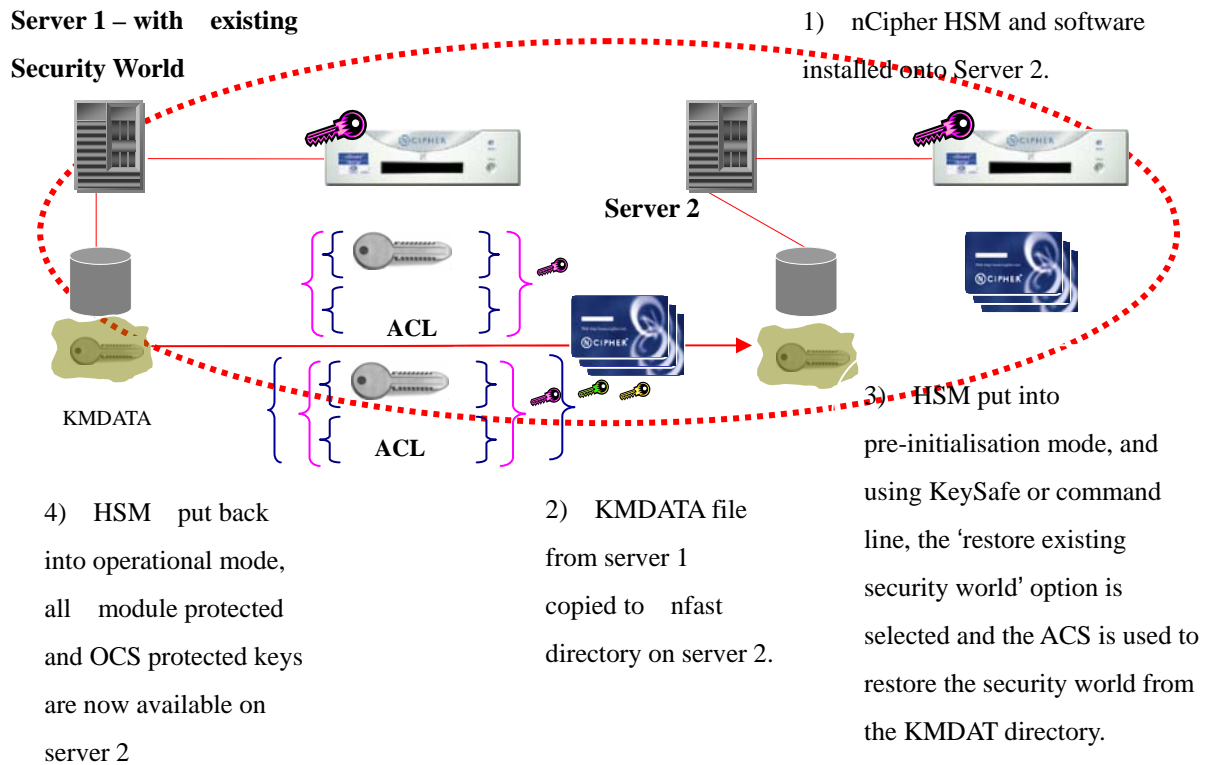 Server 1 – with existing
Security World
1) nCipher HSM and software
installed onto Server 2.
NCIPHER
NCIPHER
Server 2
ACL
NCIPHER
NCIPHER
KMDATA
ACL
3) HSM put into
pre-initialisation mode, and
using KeySafe or command
line, the ‘restore existing
security world’ option is
selected and the ACS is used to
restore the security world from
the KMDAT directory.
2) KMDATA file
from server 1
copied to nfast
directory on server 2.
4) HSM put back
into operational mode,
all module protected
and OCS protected keys
are now available on
server 2